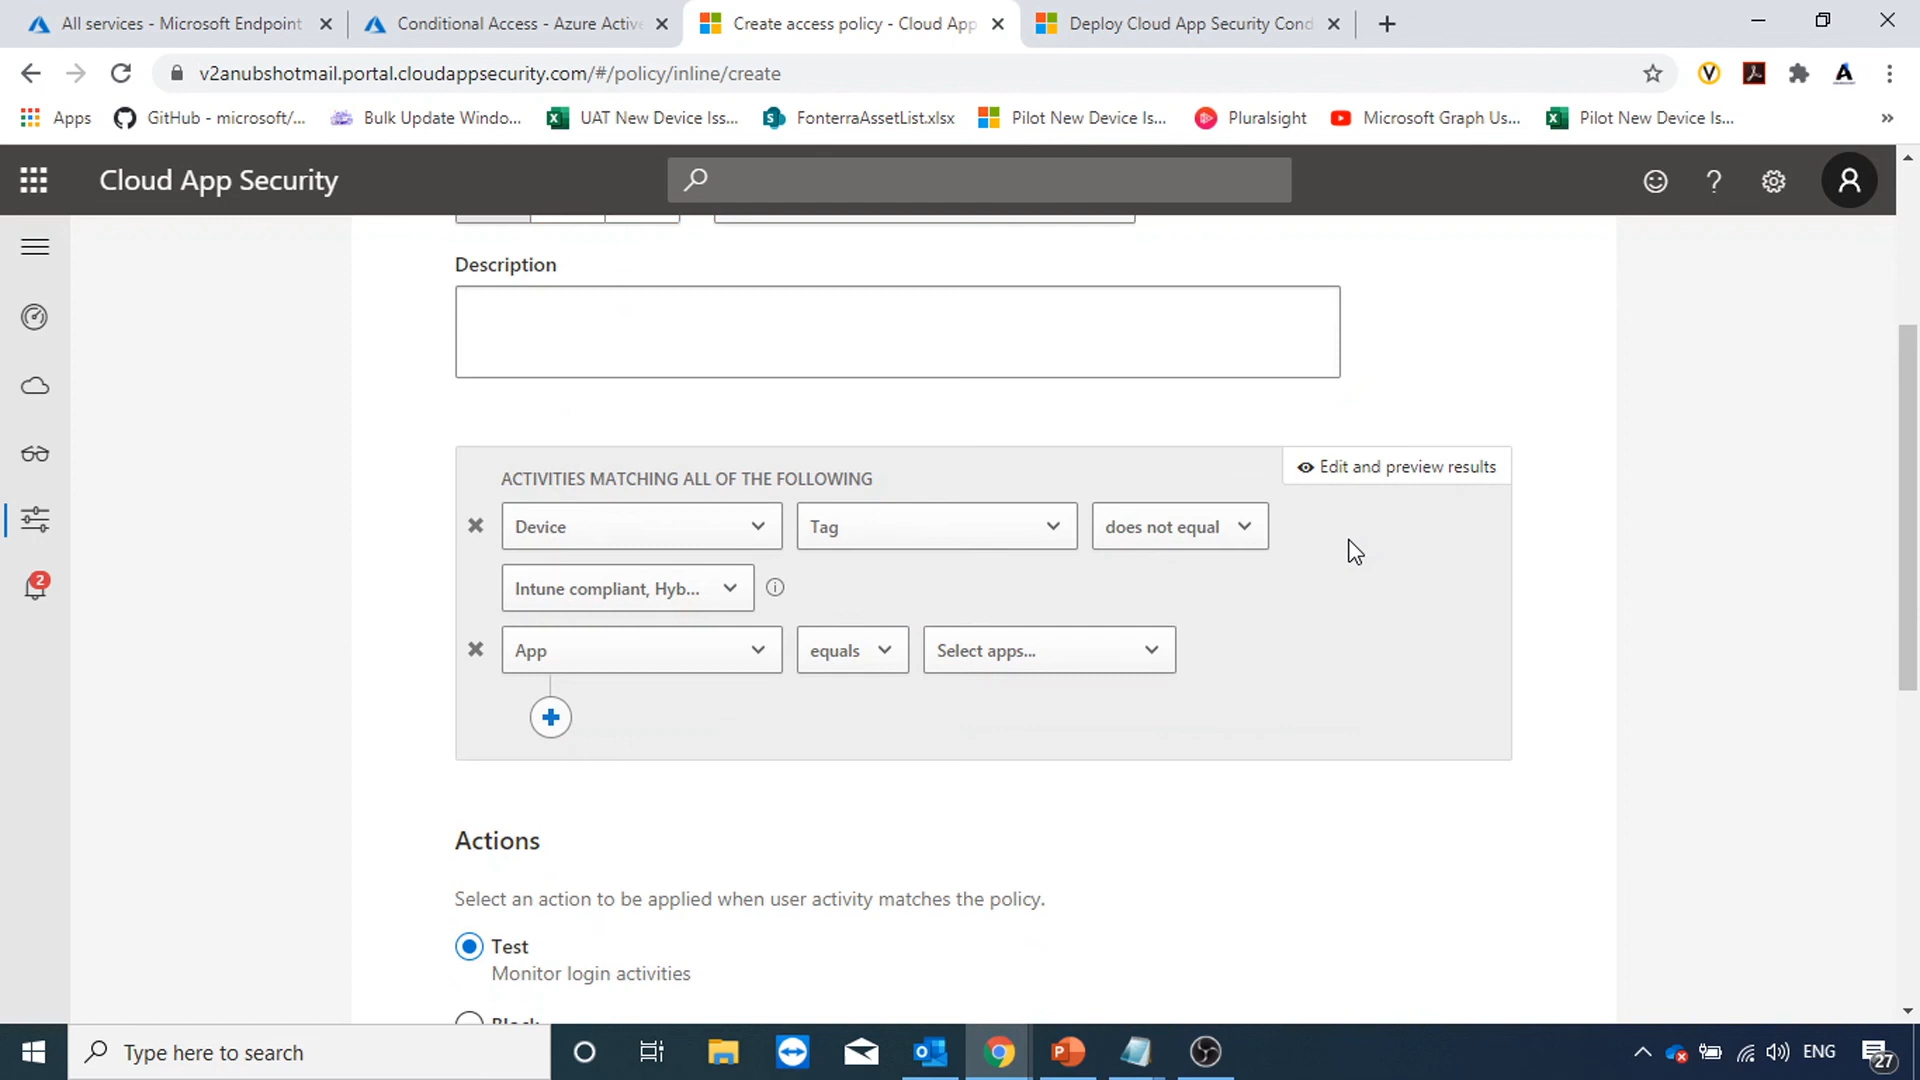 All services - Microsoft Endpoint
Conditional Access - Azure Active
Create access policy - Cloud App
Deploy Cloud App Security Cond
v2anubshotmail.portal.cloudappsecurity.com/#/policy/inline/create
Apps
GitHub - microsoft/...
Bulk Update Windo...
UAT New Device Iss...
FonterraAssetList.xlsx
Pilot New Device Is...
Pluralsight
Microsoft Graph Us...
Pilot New Device Is...
»
Cloud App Security
Description
Edit and preview results
ACTIVITIES MATCHING ALL OF THE FOLLOWING
Device
Tag
does not equal
Intune compliant, Hyb...
App
equals
Select apps...
2
Actions
Select an action to be applied when user activity matches the policy.
Test
Monitor login activities
Block
Type here to search
ENG
27